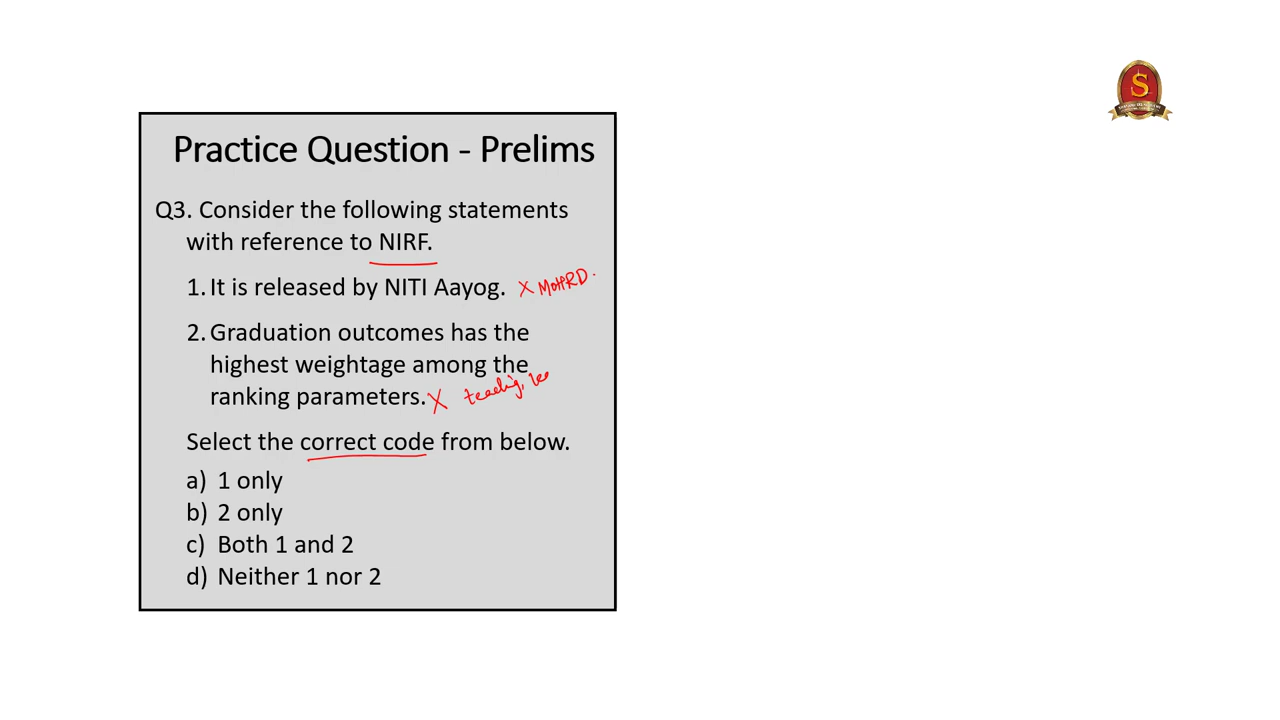 Practice Question - Prelims
Q3. Consider the following statements
with reference to NIRF.
1. It is released by NITI Aayog. X MoHRD.
2. Graduation outcomes has the
highest weightage among the
ranking parameters. X teaching,
Select the correct code from below.
a) 1 only
b) 2 only
c) Both 1 and 2
d) Neither 1 nor 2
S